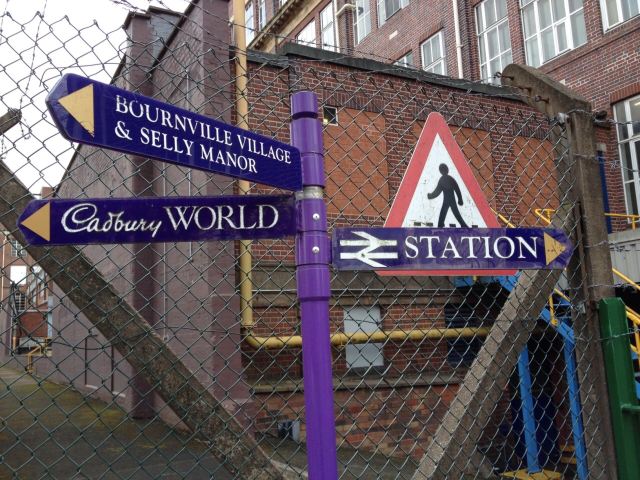 BOURNVILLE VILLAGE
& SELLY MANOR
Cadbury WORLD
STATION